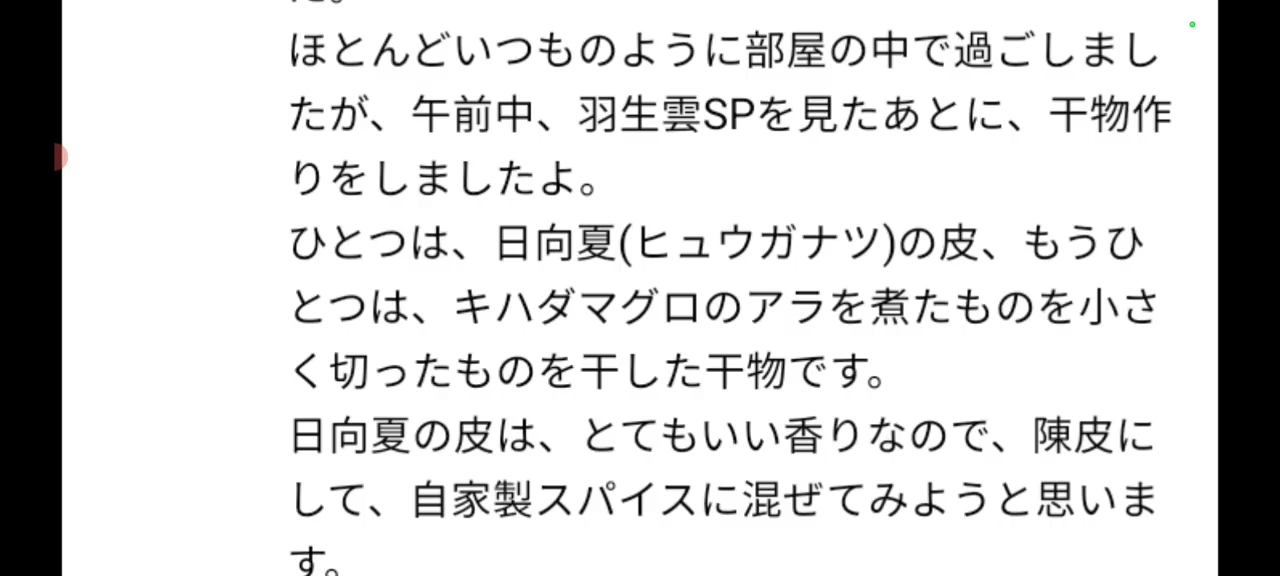 た。
ほとんどいつものように部屋の中で過ごしまし
たが、午前中、羽生雲SPを見たあとに、干物作
りをしましたよ。
ひとつは、日向夏(ヒュウガナツ)の皮、もうひ
とつは、キハダマグロのアラを煮たものを小さ
く切ったものを干した干物です。
日向夏の皮は、とてもいい香りなので、陳皮に
して、自家製スパイスに混ぜてみようと思いま
す。